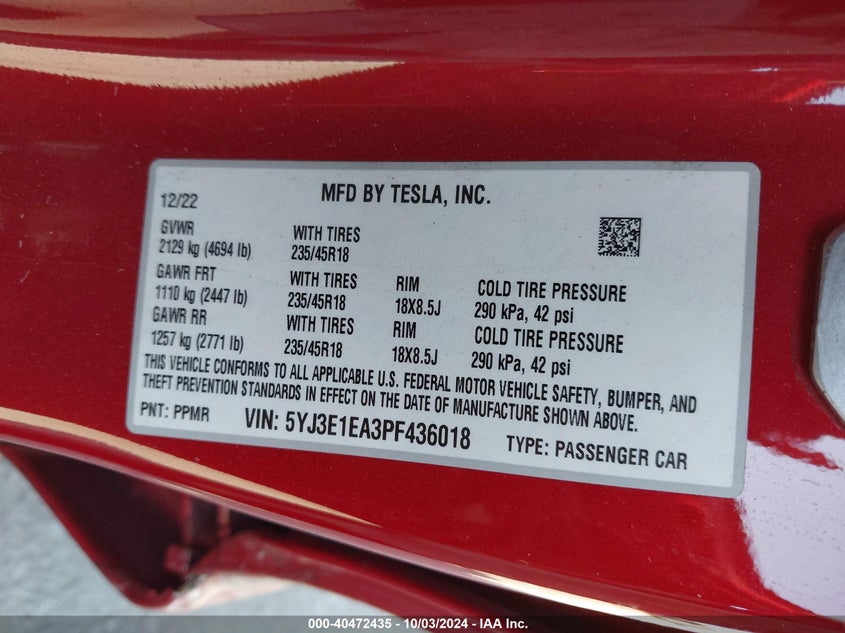 MFD BY TESLA, INC.
12/22
GVWR
2129 kg (4694 lb)
WITH TIRES
235/45R18
GAWR FRT
1110 kg (2447 lb)
WITH TIRES
235/45R18
RIM
18X8.5J
COLD TIRE PRESSURE
290 kPa, 42 psi
GAWR RR
1257 kg (2771 lb)
WITH TIRES
235/45R18
RIM
18X8.5J
COLD TIRE PRESSURE
290 kPa, 42 psi
THIS VEHICLE CONFORMS TO ALL APPLICABLE U.S. FEDERAL MOTOR VEHICLE SAFETY, BUMPER, AND
THEFT PREVENTION STANDARDS IN EFFECT ON THE DATE OF MANUFACTURE SHOWN ABOVE.
PNT: PPMR VIN: 5YJ3E1EA3PF436018 TYPE: PASSENGER CAR
000-40472435 - 10/03/2024 - IAA Inc.